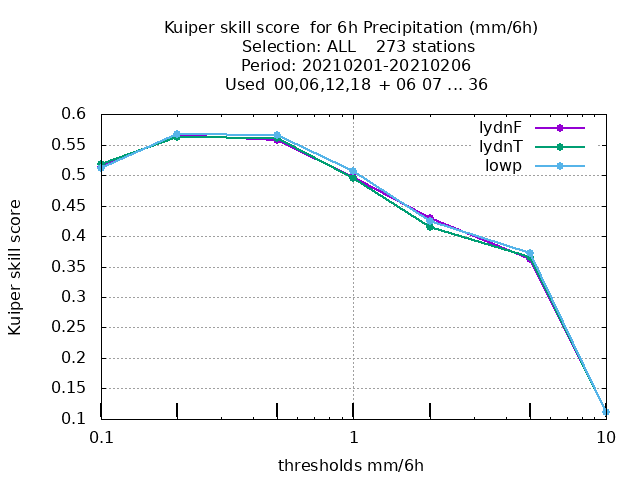 Kuiper skill score  for 6h Precipitation (mm/6h)
Selection: ALL    273 stations
Period: 20210201-20210206
Used  00,06,12,18  + 06 07 ... 36
lydnF
lydnT
lowp
0.6
0.55
0.5
0.45
0.4
0.35
0.3
0.25
0.2
0.15
0.1
Kuiper skill score
0.1
1
10
thresholds mm/6h